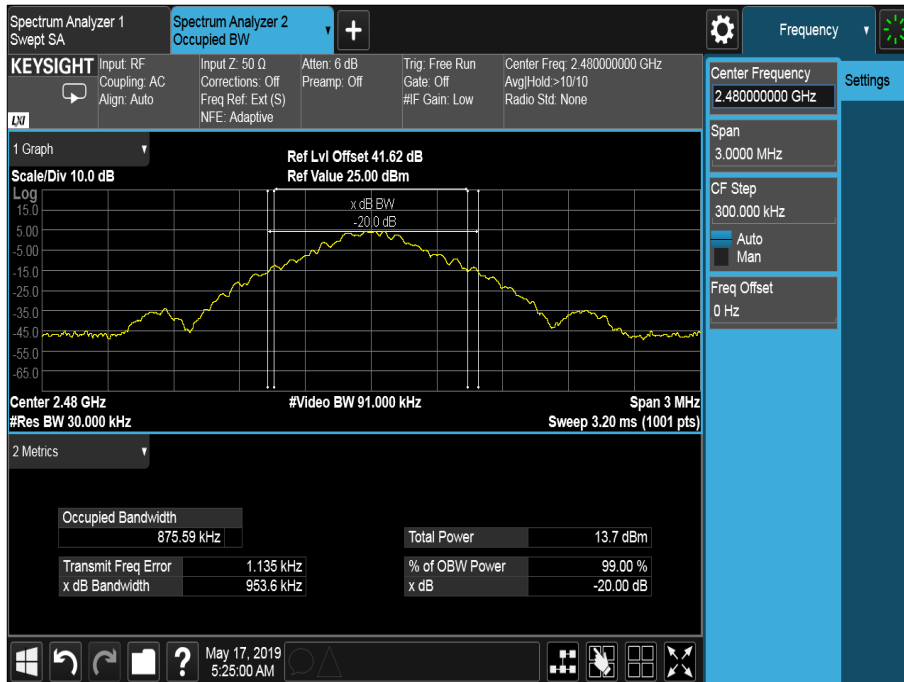 Spectrum Analyzer 1
Swept SA
Spectrum Analyzer 2
Occupied BW
Frequency
KEYSIGHT
LXI
Input: RF
Coupling: AC
Align: Auto
Input Z: 50 Ω
Corrections: Off
Freq Ref: Ext (S)
NFE: Adaptive
Atten: 6 dB
Preamp: Off
Trig: Free Run
Gate: Off
#IF Gain: Low
Center Freq: 2.480000000 GHz
Avg|Hold:>10/10
Radio Std: None
Center Frequency
2.480000000 GHz
Settings
Span
3.0000 MHz
CF Step
300.000 kHz
Auto
Man
Freq Offset
0 Hz
1 Graph
Scale/Div 10.0 dB
Ref Lvl Offset 41.62 dB
Ref Value 25.00 dBm
Log
15.0
5.00
-5.00
-15.0
-25.0
-35.0
-45.0
-55.0
-65.0
x dB BW
-20.0 dB
Center 2.48 GHz
#Video BW 91.000 kHz
Span 3 MHz
#Res BW 30.000 kHz
Sweep 3.20 ms (1001 pts)
2 Metrics
Occupied Bandwidth
875.59 kHz
Total Power 13.7 dBm
Transmit Freq Error 1.135 kHz
% of OBW Power 99.00 %
x dB Bandwidth 953.6 kHz
x dB -20.00 dB
?
May 17, 2019
5:25:00 AM